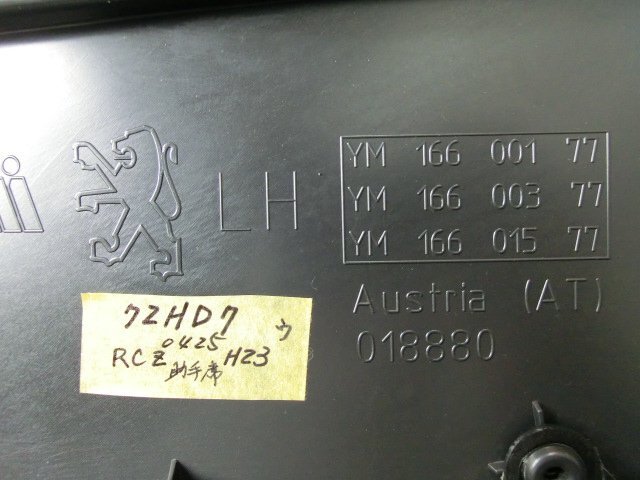 LH
YM 166 001 77
YM 166 003 77
YM 166 015 77
Austria (AT)
018880
7ZHD7 ウ
0425
RCZ H23
助手席